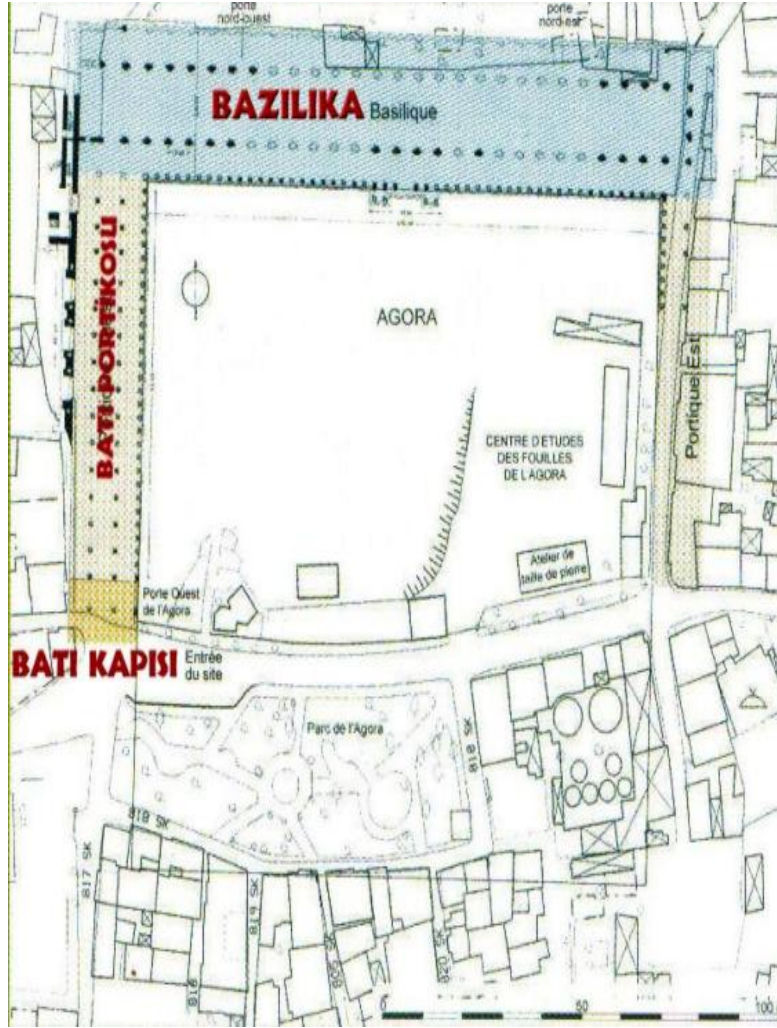 porte
nord-ouest
porte
nord-est
BAZILIKA Basilique
BATI PORTİKOSU
AGORA
Portique Est
CENTRE D'ETUDES
DES FOUILLES
DE L'AGORA
Atelier de
taille de pierre
Porte Ouest
de l'Agora
BATI KAPISI
Entrée
du site
Parc de l'Agora
818 SK
818 SK
817 SK
819 SK
820 SK
0 50 100